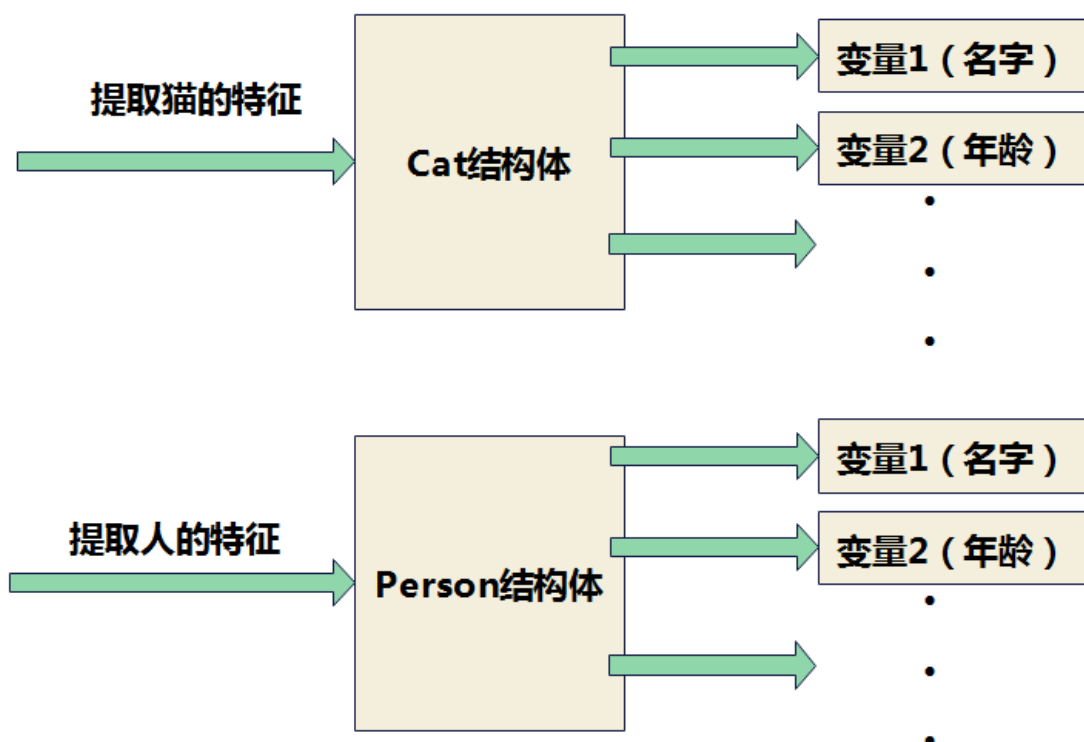 提取猫的特征
Cat结构体
变量1（名字）
变量2（年龄）
提取人的特征
Person结构体
变量1（名字）
变量2（年龄）